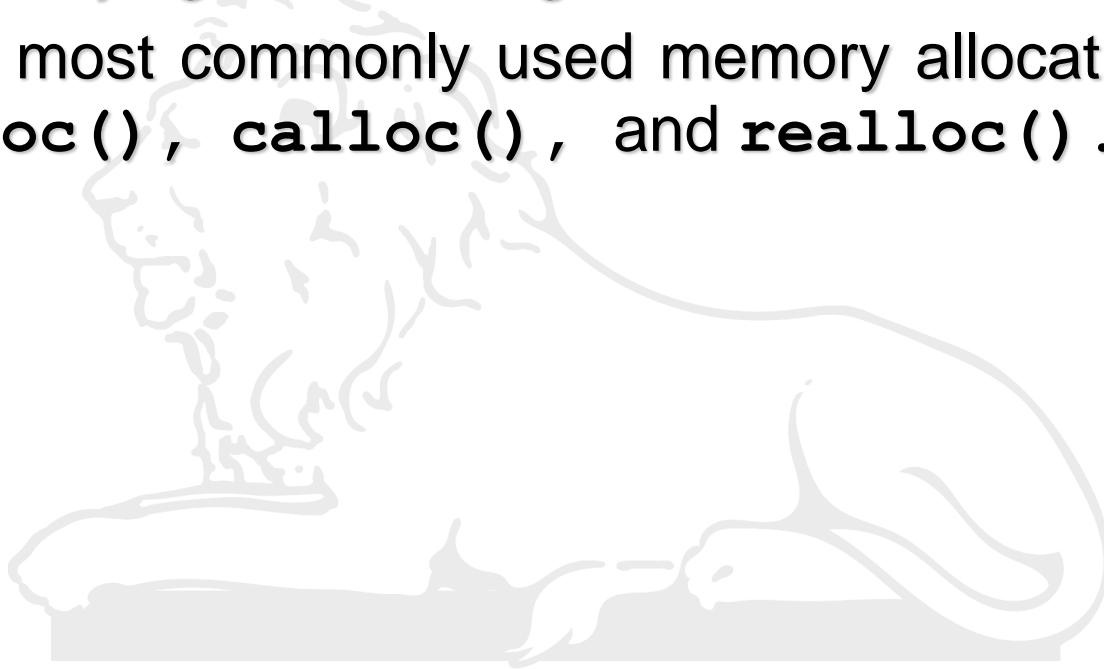 most commonly used memory allocat
oc(), calloc(), and realloc().